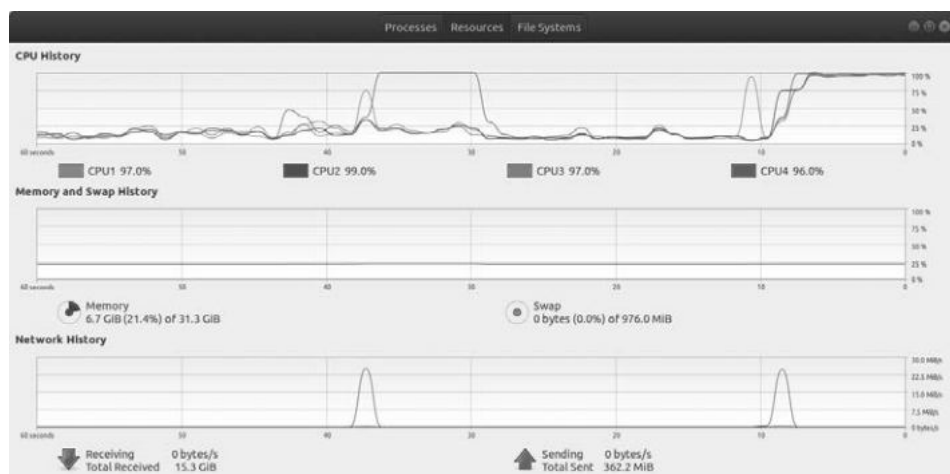 Processes Resources File Systems
CPU History
100 %
75 %
50 %
25 %
0 %
60 seconds 50 40 30 20 10 0
CPU1 97.0% CPU2 99.0% CPU3 97.0% CPU4 96.0%
Memory and Swap History
100 %
75 %
50 %
25 %
0 %
60 seconds 50 40 30 20 10 0
Memory
6.7 GiB (21.4%) of 31.3 GiB
Swap
0 bytes (0.0%) of 976.0 MiB
Network History
30.0 MiB/s
22.5 MiB/s
15.0 MiB/s
7.5 MiB/s
0 bytes/s
60 seconds 50 40 30 20 10 0
Receiving 0 bytes/s
Total Received 15.3 GiB
Sending 0 bytes/s
Total Sent 362.2 MiB